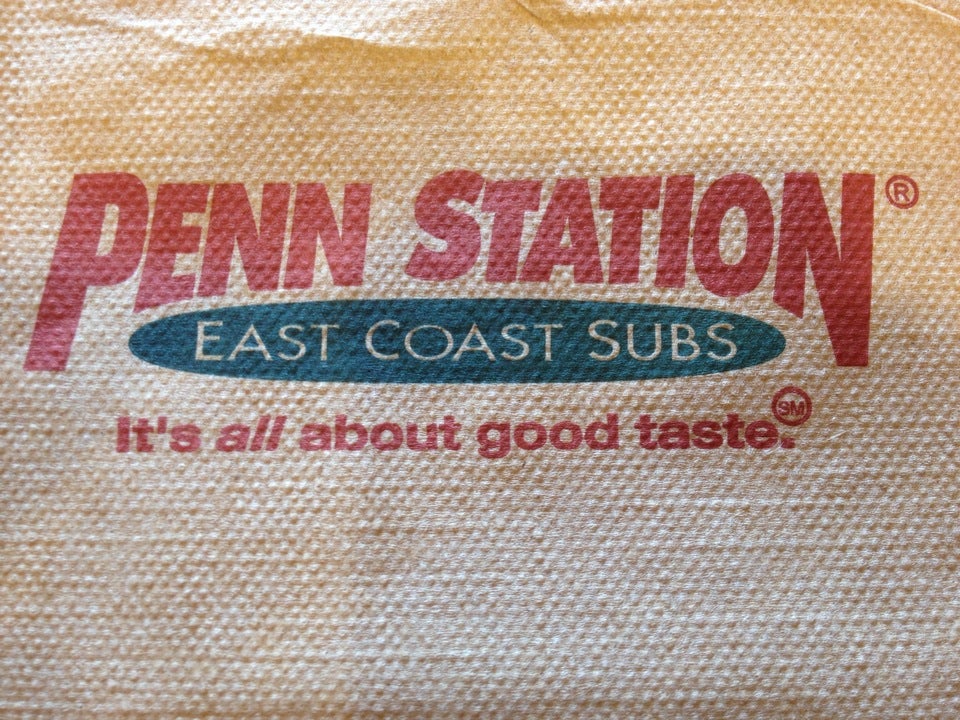 PENN STATION®
EAST COAST SUBS
It's all about good taste.℠